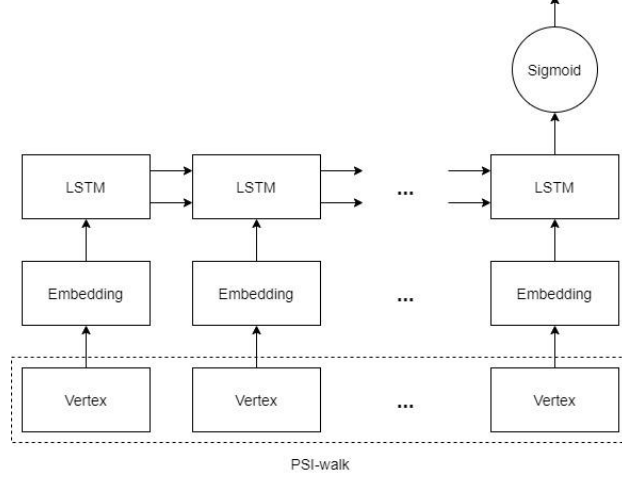 Sigmoid
LSTM LSTM ... LSTM
Embedding Embedding ... Embedding
Vertex Vertex ... Vertex
PSI-walk